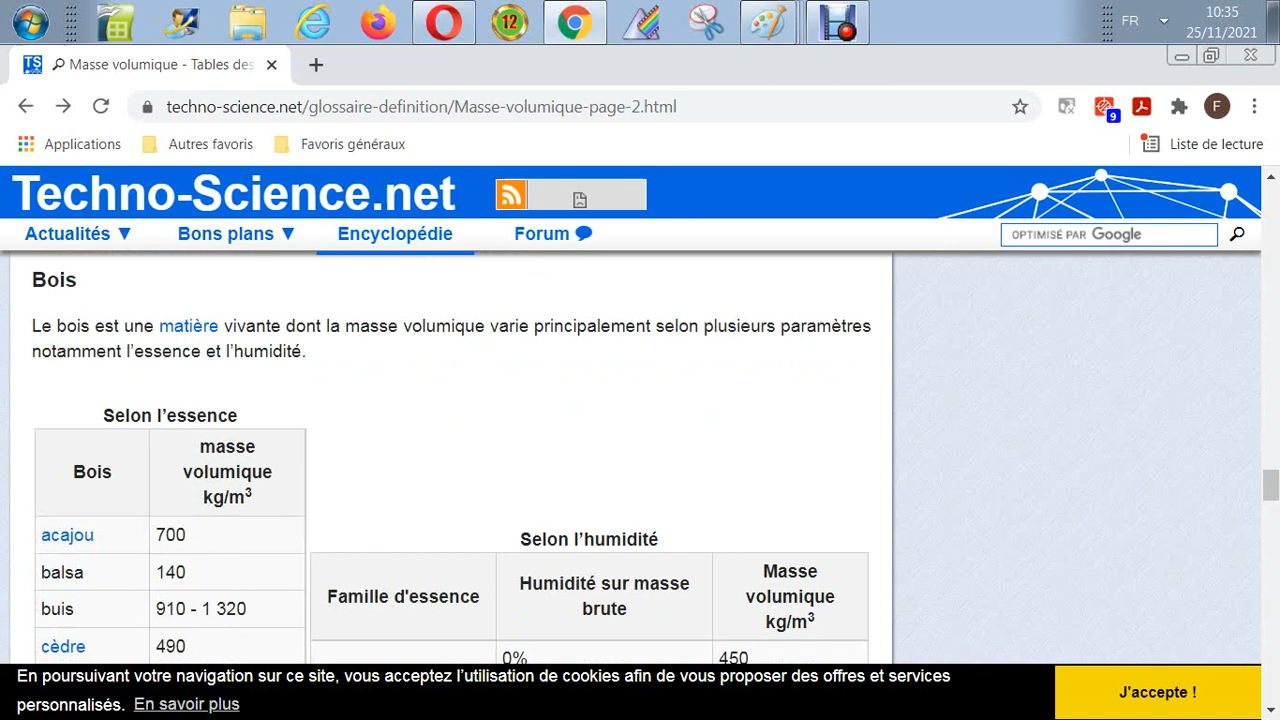 12
FR
10:35
25/11/2021
TS
Masse volumique - Tables des
techno-science.net/glossaire-definition/Masse-volumique-page-2.html
9
F
Applications
Autres favoris
Favoris généraux
Liste de lecture
Techno-Science.net
Actualités ▼
Bons plans ▼
Encyclopédie
Forum
OPTIMISÉ PAR Google
Bois
Le bois est une matière vivante dont la masse volumique varie principalement selon plusieurs paramètres
notamment l’essence et l’humidité.
Selon l’essence
Bois
masse
volumique
kg/m³
acajou 700
balsa 140
buis 910 - 1 320
cèdre 490
Selon l’humidité
Famille d'essence
Humidité sur masse
brute
Masse
volumique
kg/m³
0% 450
En poursuivant votre navigation sur ce site, vous acceptez l’utilisation de cookies afin de vous proposer des offres et services
personnalisés. En savoir plus
J'accepte !